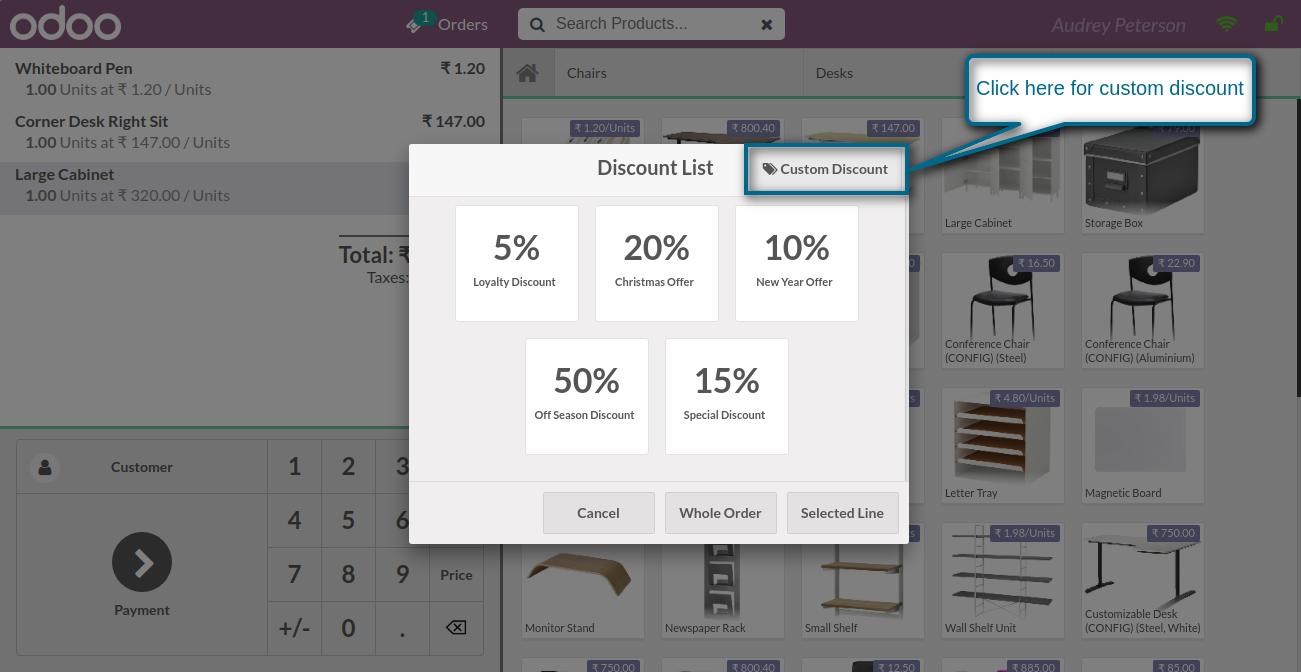 odoo
1
Orders
Search Products...
Audrey Peterson
Whiteboard Pen ₹ 1.20
1.00 Units at ₹ 1.20 / Units
Corner Desk Right Sit ₹ 147.00
1.00 Units at ₹ 147.00 / Units
Large Cabinet
1.00 Units at ₹ 320.00 / Units
Total: ₹
Taxes:
Chairs
Desks
Click here for custom discount
₹ 1.20/Units
₹ 800.40
₹ 147.00
₹ 79.00
Large Cabinet
Storage Box
Discount List
Custom Discount
5%
Loyalty Discount
20%
Christmas Offer
10%
New Year Offer
50%
Off Season Discount
15%
Special Discount
Cancel
Whole Order
Selected Line
0
₹ 16.50
₹ 22.90
Conference Chair
(CONFIG) (Steel)
Conference Chair
(CONFIG) (Aluminium)
s
₹ 4.80/Units
₹ 1.98/Units
Letter Tray
Magnetic Board
s
₹ 1.98/Units
₹ 750.00
Monitor Stand
Newspaper Rack
Small Shelf
Wall Shelf Unit
Customizable Desk
(CONFIG) (Steel, White)
₹ 750.00
₹ 800.40
₹ 12.50
₹ 885.00
₹ 85.00
Customer
1 2 3
4 5 6
7 8 9 Price
+/- 0 .
Payment